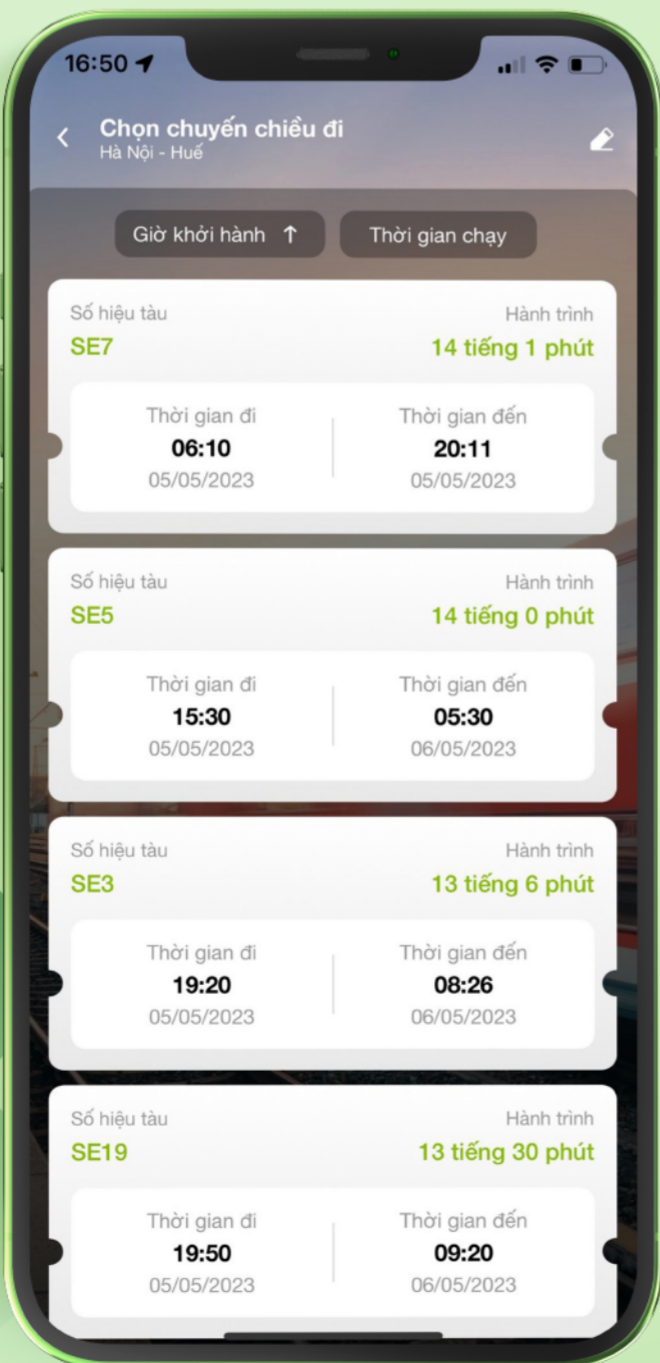 16:50
Chọn chuyến chiều đi
Hà Nội - Huế
Giờ khởi hành ↑ Thời gian chạy
Số hiệu tàu Hành trình
SE7 14 tiếng 1 phút
Thời gian đi Thời gian đến
06:10 20:11
05/05/2023 05/05/2023
Số hiệu tàu Hành trình
SE5 14 tiếng 0 phút
Thời gian đi Thời gian đến
15:30 05:30
05/05/2023 06/05/2023
Số hiệu tàu Hành trình
SE3 13 tiếng 6 phút
Thời gian đi Thời gian đến
19:20 08:26
05/05/2023 06/05/2023
Số hiệu tàu Hành trình
SE19 13 tiếng 30 phút
Thời gian đi Thời gian đến
19:50 09:20
05/05/2023 06/05/2023